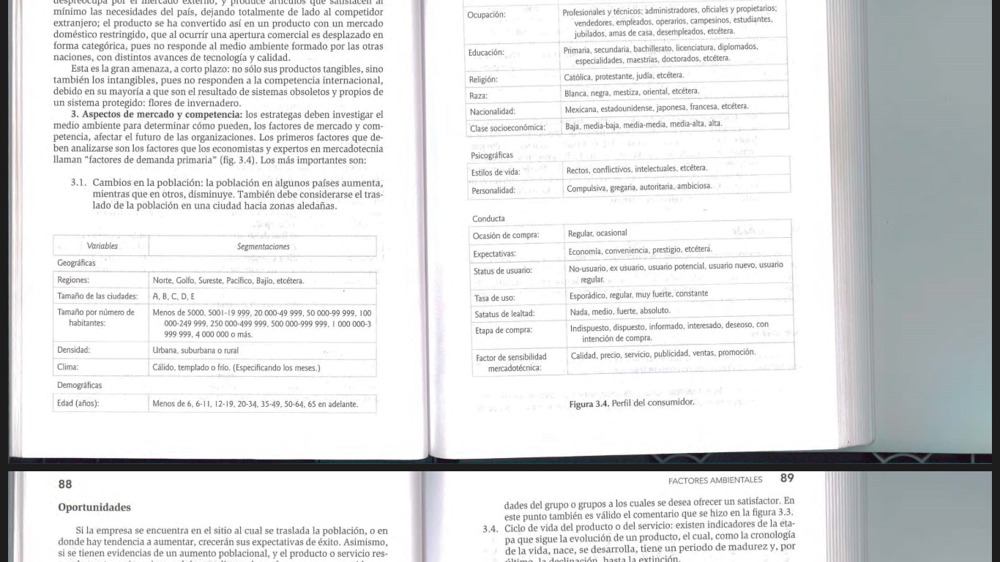 despreocupa por el mercado externo, y produce artículos que satisfacen al
mínimo las necesidades del país, dejando totalmente de lado al competidor
extranjero; el producto se ha convertido así en un producto con un mercado
doméstico restringido, que al ocurrir una apertura comercial es desplazado en
forma categórica, pues no responde al medio ambiente formado por las otras
naciones, con distintos avances de tecnología y calidad.
Esta es la gran amenaza, a corto plazo: no sólo sus productos tangibles, sino
también los intangibles, pues no responden a la competencia internacional,
debido en su mayoría a que son el resultado de sistemas obsoletos y propios de
un sistema protegido: flores de invernadero.
3. Aspectos de mercado y competencia: los estrategas deben investigar el
medio ambiente para determinar cómo pueden, los factores de mercado y com-
petencia, afectar el futuro de las organizaciones. Los primeros factores que de-
ben analizarse son los factores que los economistas y expertos en mercadotecnia
llaman “factores de demanda primaria” (fig. 3.4). Los más importantes son:
3.1. Cambios en la población: la población en algunos países aumenta,
mientras que en otros, disminuye. También debe considerarse el tras-
lado de la población en una ciudad hacia zonas aledañas.
Variables Segmentaciones
Geográficas
Regiones: Norte, Golfo, Sureste, Pacífico, Bajío, etcétera.
Tamaño de las ciudades: A, B, C, D, E
Tamaño por número de Menos de 5000, 5001-19 999, 20 000-49 999, 50 000-99 999, 100
habitantes: 000-249 999, 250 000-499 999, 500 000-999 999, 1 000 000-3
999 999, 4 000 000 o más.
Densidad: Urbana, suburbana o rural
Clima: Cálido, templado o frío. (Especificando los meses.)
Demográficas
Edad (años): Menos de 6, 6-11, 12-19, 20-34, 35-49, 50-64, 65 en adelante.
Ocupación: Profesionales y técnicos; administradores, oficiales y propietarios;
vendedores, empleados, operarios, campesinos, estudiantes,
jubilados, amas de casa, desempleados, etcétera.
Educación: Primaria, secundaria, bachillerato, licenciatura, diplomados,
especialidades, maestrías, doctorados, etcétera.
Religión: Católica, protestante, judía, etcétera.
Raza: Blanca, negra, mestiza, oriental, etcétera.
Nacionalidad: Mexicana, estadounidense, japonesa, francesa, etcétera.
Clase socioeconómica: Baja, media-baja, media-media, media-alta, alta.
Psicográficas
Estilos de vida: Rectos, conflictivos, intelectuales, etcétera.
Personalidad: Compulsiva, gregaria, autoritaria, ambiciosa.
Conducta
Ocasión de compra: Regular, ocasional
Expectativas: Economía, conveniencia, prestigio, etcétera.
Status de usuario: No-usuario, ex usuario, usuario potencial, usuario nuevo, usuario
regular.
Tasa de uso: Esporádico, regular, muy fuerte, constante
Satatus de lealtad: Nada, medio, fuerte, absoluto.
Etapa de compra: Indispuesto, dispuesto, informado, interesado, deseoso, con
intención de compra.
Factor de sensibilidad Calidad, precio, servicio, publicidad, ventas, promoción.
mercadotécnica:
Figura 3.4. Perfil del consumidor.
88
Oportunidades
Si la empresa se encuentra en el sitio al cual se traslada la población, o en
donde hay tendencia a aumentar, crecerán sus expectativas de éxito. Asimismo,
si se tienen evidencias de un aumento poblacional, y el producto o servicio res-
FACTORES AMBIENTALES 89
dades del grupo o grupos a los cuales se desea ofrecer un satisfactor. En
este punto también es válido el comentario que se hizo en la figura 3.3.
3.4. Ciclo de vida del producto o del servicio: existen indicadores de la eta-
pa que sigue la evolución de un producto, el cual, como la cronología
de la vida, nace, se desarrolla, tiene un periodo de madurez y, por
último, la declinación, hasta la extinción.